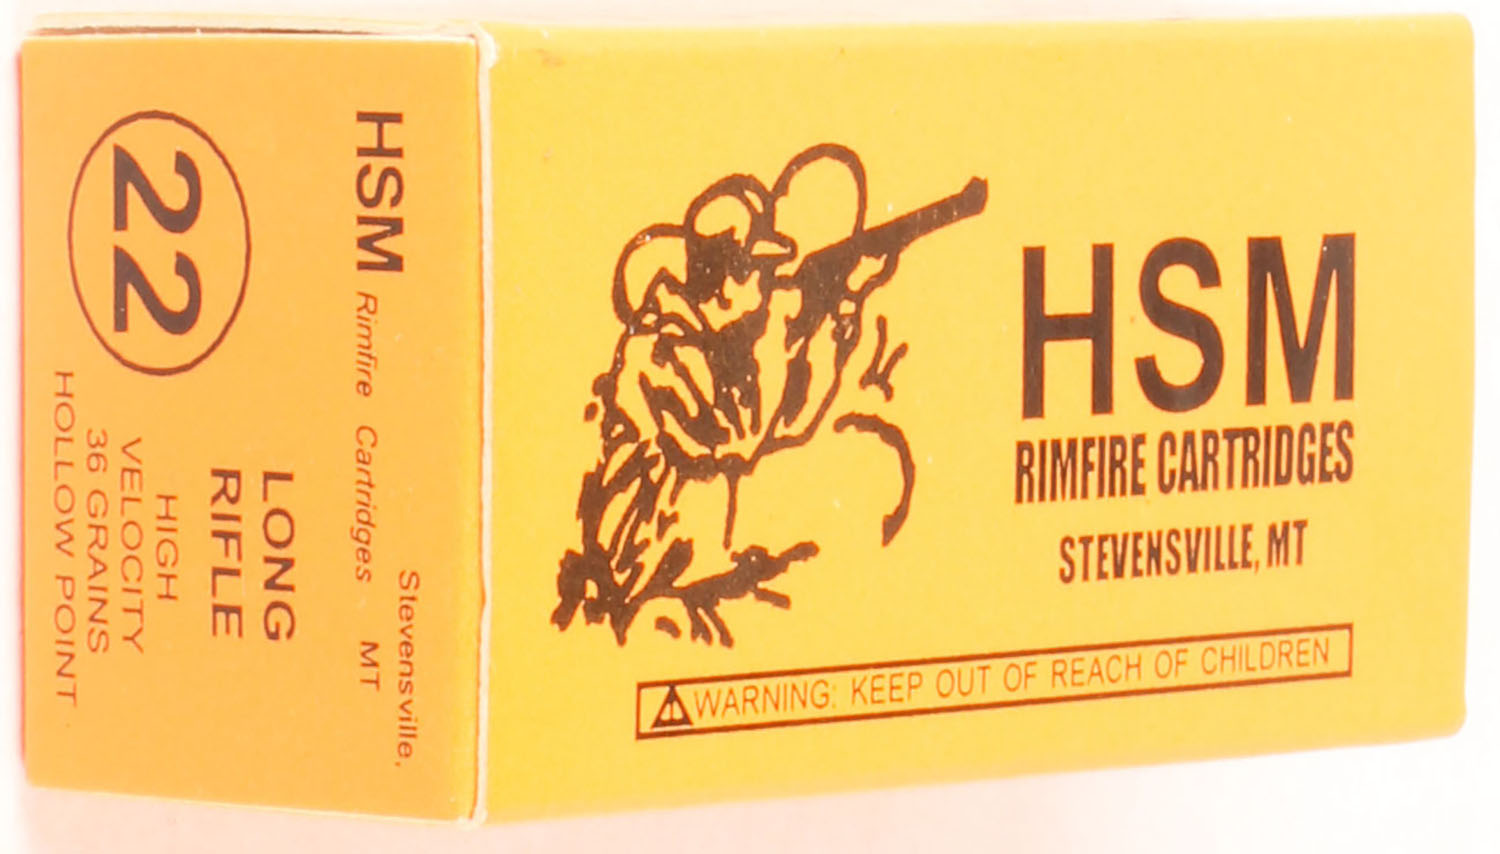 HSM
RIMFIRE CARTRIDGES
STEVENSVILLE, MT
WARNING: KEEP OUT OF REACH OF CHILDREN
Stevensville,
HSM Rimfire Cartridges MT
22
LONG
RIFLE
HIGH
VELOCITY
36 GRAINS
HOLLOW POINT